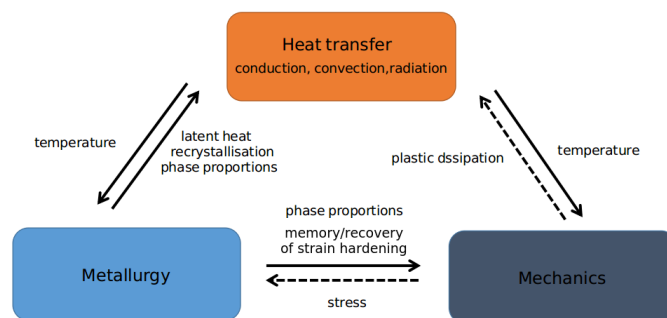 Heat transfer
conduction, convection,radiation
temperature
latent heat
recrystallisation
phase proportions
plastic dssipation
temperature
phase proportions
memory/recovery
of strain hardening
Metallurgy
Mechanics
stress